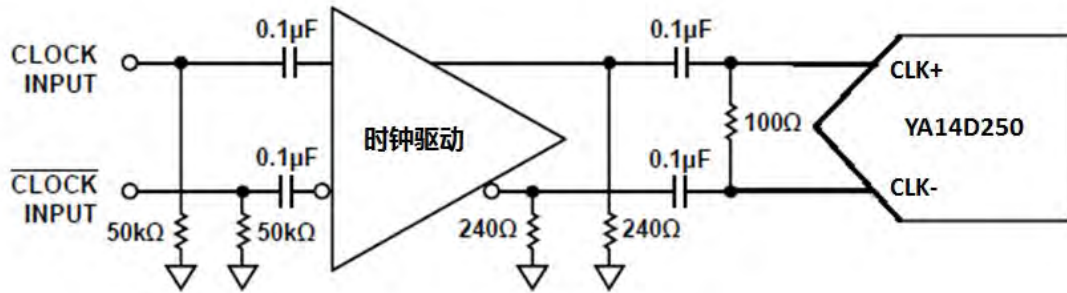 0.1µF
0.1µF
CLOCK
INPUT
CLK+
时钟驱动
100Ω
YA14D250
0.1µF
0.1µF
CLOCK
INPUT
CLK-
50kΩ
50kΩ
240Ω
240Ω